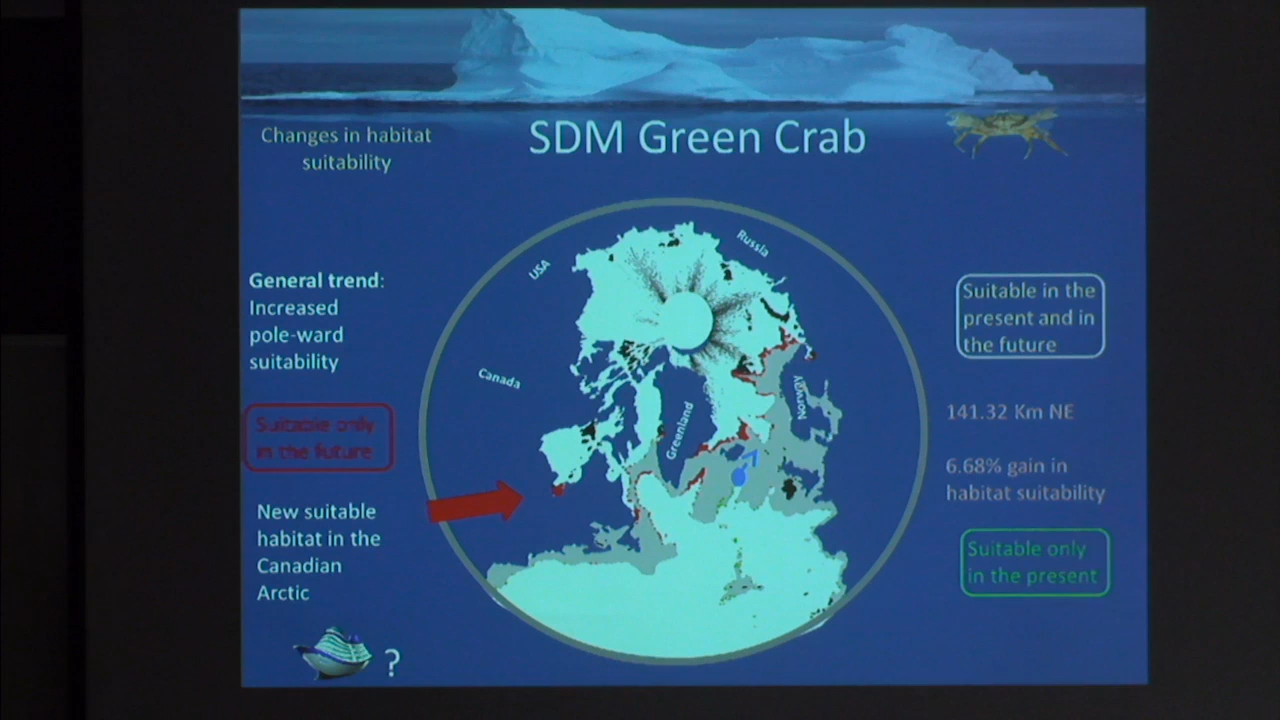 Changes in habitat
suitability
SDM Green Crab
General trend:
Increased
pole-ward
suitability
Suitable only
in the future
New suitable
habitat in the
Canadian
Arctic
?
USA
Russia
Canada
Greenland
Norway
Suitable in the
present and in
the future
141.32 Km NE
6.68% gain in
habitat suitability
Suitable only
in the present